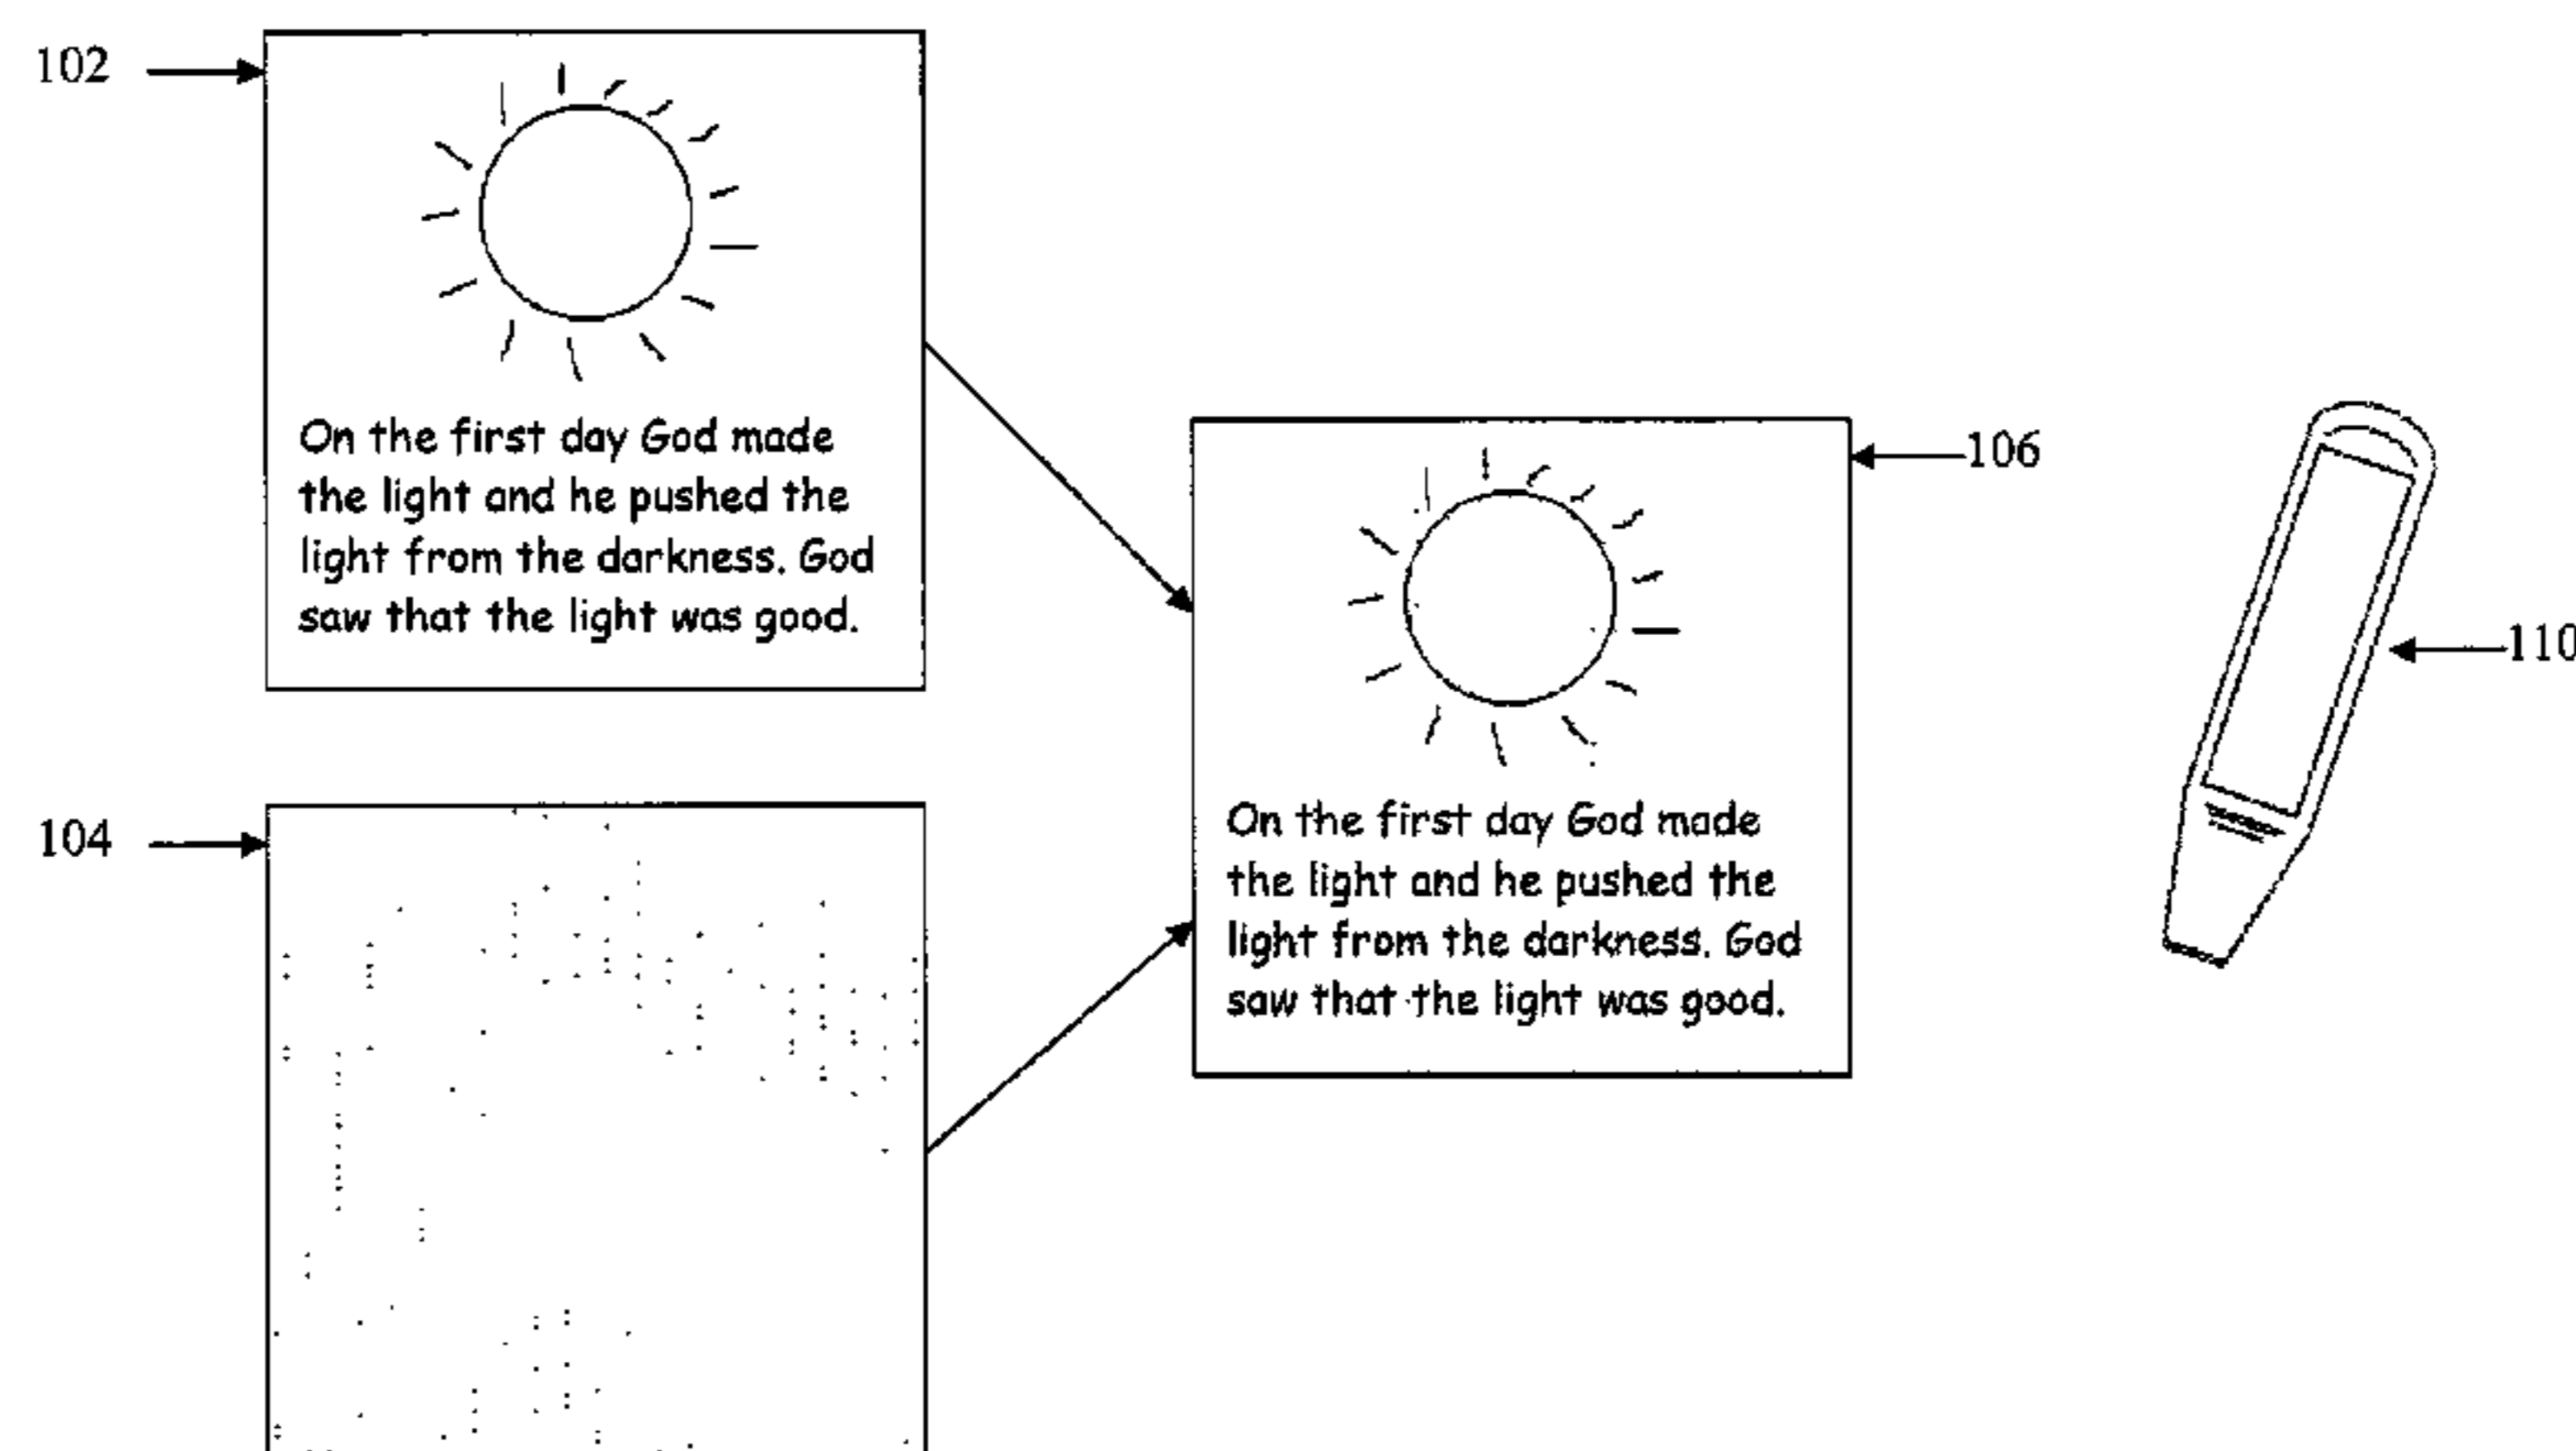 102
On the first day God made
the light and he pushed the
light from the darkness. God
saw that the light was good.
106
110
On the first day God made
the light and he pushed the
light from the darkness. God
saw that the light was good.
104